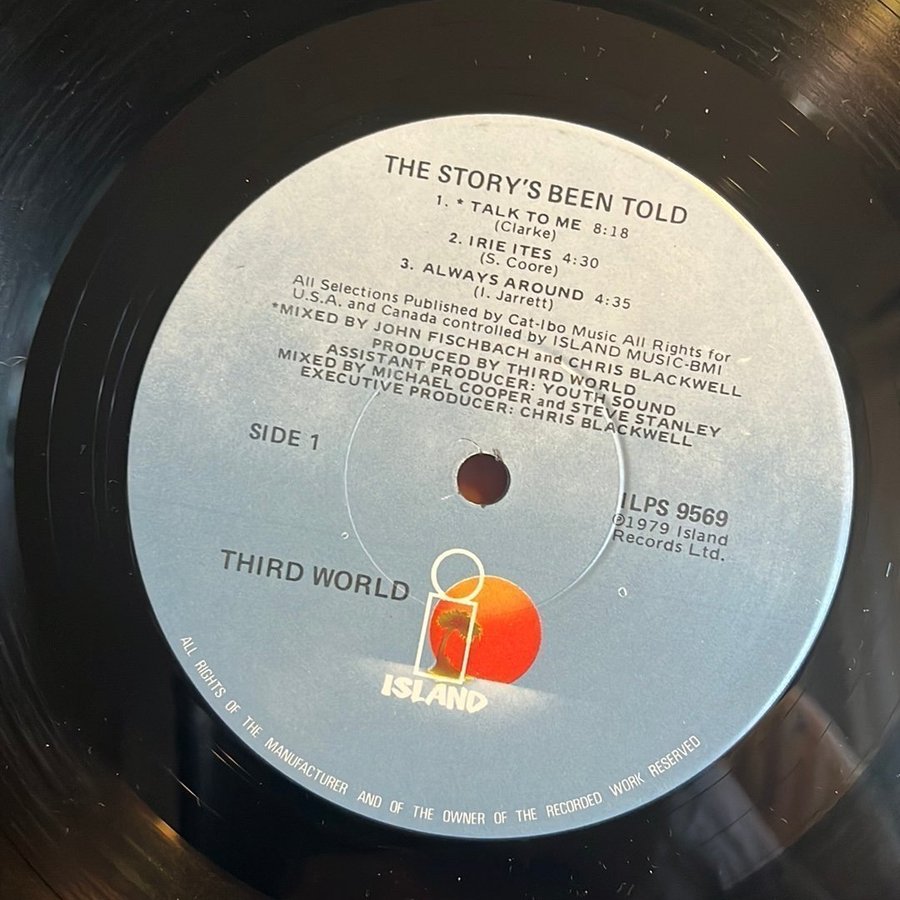 THE STORY'S BEEN TOLD
1. * TALK TO ME 8:18
(Clarke)
2. IRIE ITES 4:30
(S. Coore)
3. ALWAYS AROUND 4:35
(I. Jarrett)
All Selections Published by Cat-Ibo Music All Rights for
U.S.A. and Canada controlled by ISLAND MUSIC-BMI
*MIXED BY JOHN FISCHBACH and CHRIS BLACKWELL
PRODUCED BY THIRD WORLD
ASSISTANT PRODUCER: YOUTH SOUND
MIXED BY MICHAEL COOPER and STEVE STANLEY
EXECUTIVE PRODUCER: CHRIS BLACKWELL
SIDE 1
ILPS 9569
℗1979 Island
Records Ltd.
THIRD WORLD
i
ISLAND
ALL RIGHTS OF THE MANUFACTURER AND OF THE OWNER OF THE RECORDED WORK RESERVED